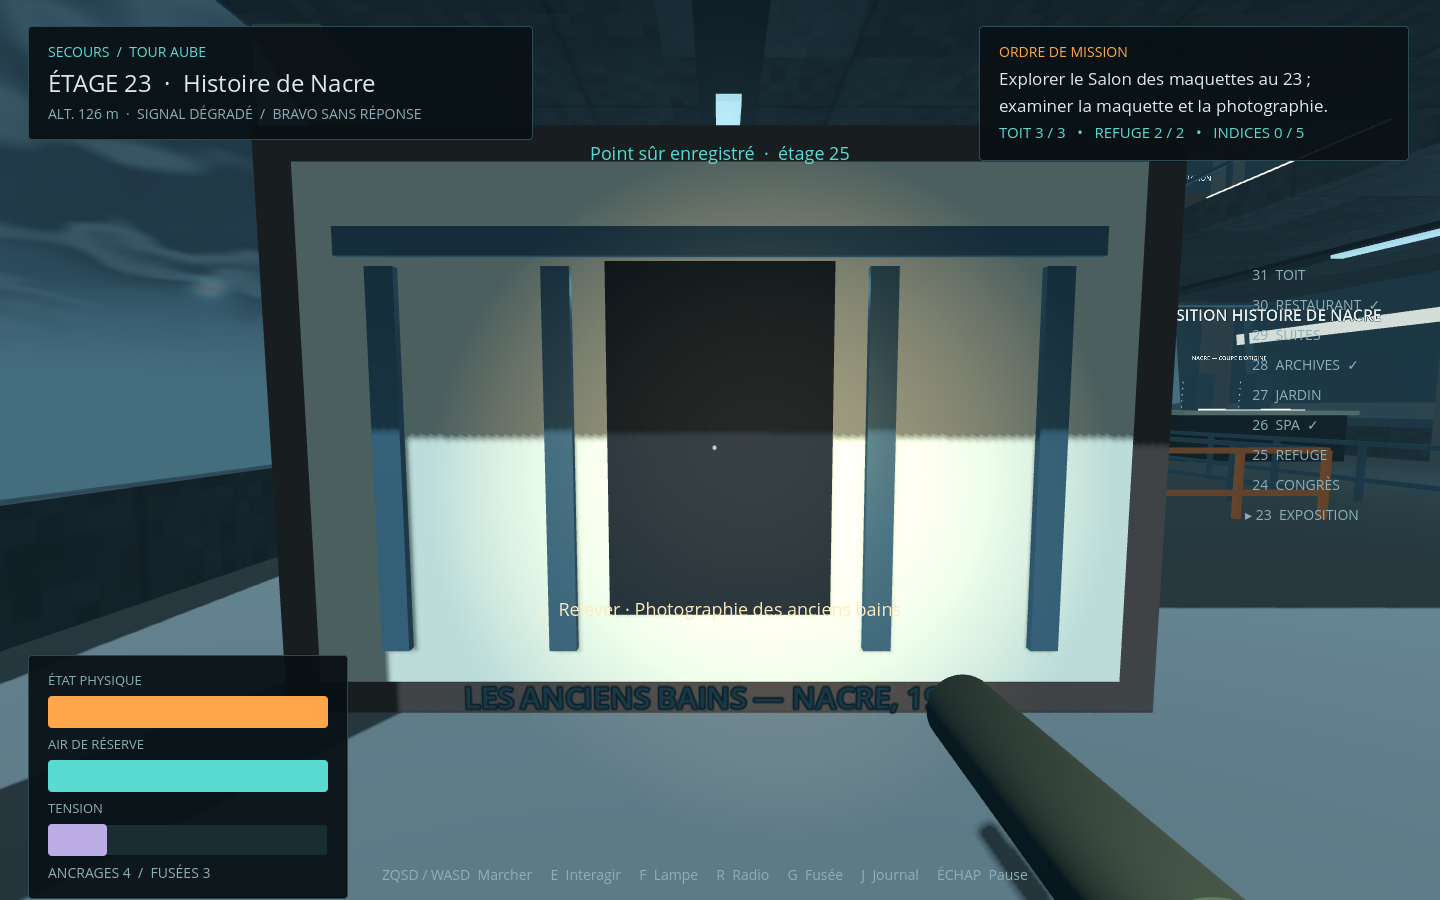 SECOURS / TOUR AUBE
ÉTAGE 23 · Histoire de Nacre
ALT. 126 m · SIGNAL DÉGRADÉ / BRAVO SANS RÉPONSE
ORDRE DE MISSION
Explorer le Salon des maquettes au 23 ;
examiner la maquette et la photographie.
TOIT 3 / 3 • REFUGE 2 / 2 • INDICES 0 / 5
Point sûr enregistré · étage 25
31 TOIT
30 RESTAURANT ✓
SITION HISTOIRE DE NACRE
29 SUITES
NACRE — COUPE D'ORIGINE
28 ARCHIVES ✓
27 JARDIN
26 SPA ✓
25 REFUGE
24 CONGRÈS
▸ 23 EXPOSITION
Relever · Photographie des anciens bains
LES ANCIENS BAINS — NACRE,
ÉTAT PHYSIQUE
AIR DE RÉSERVE
TENSION
ANCRAGES 4 / FUSÉES 3
ZQSD / WASD Marcher E Interagir F Lampe R Radio G Fusée J Journal ÉCHAP Pause